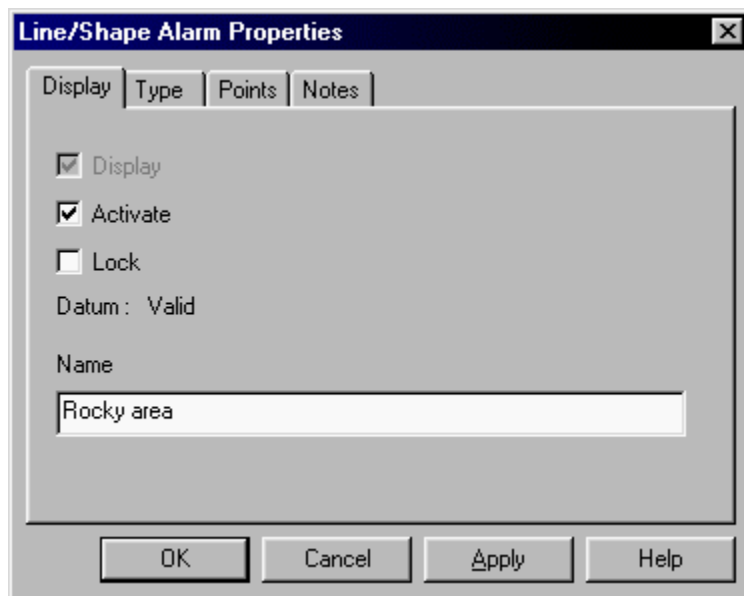 Line/Shape Alarm Properties
Display Type Points Notes
Display
Activate
Lock
Datum : Valid
Name
Rocky area
OK Cancel Apply Help